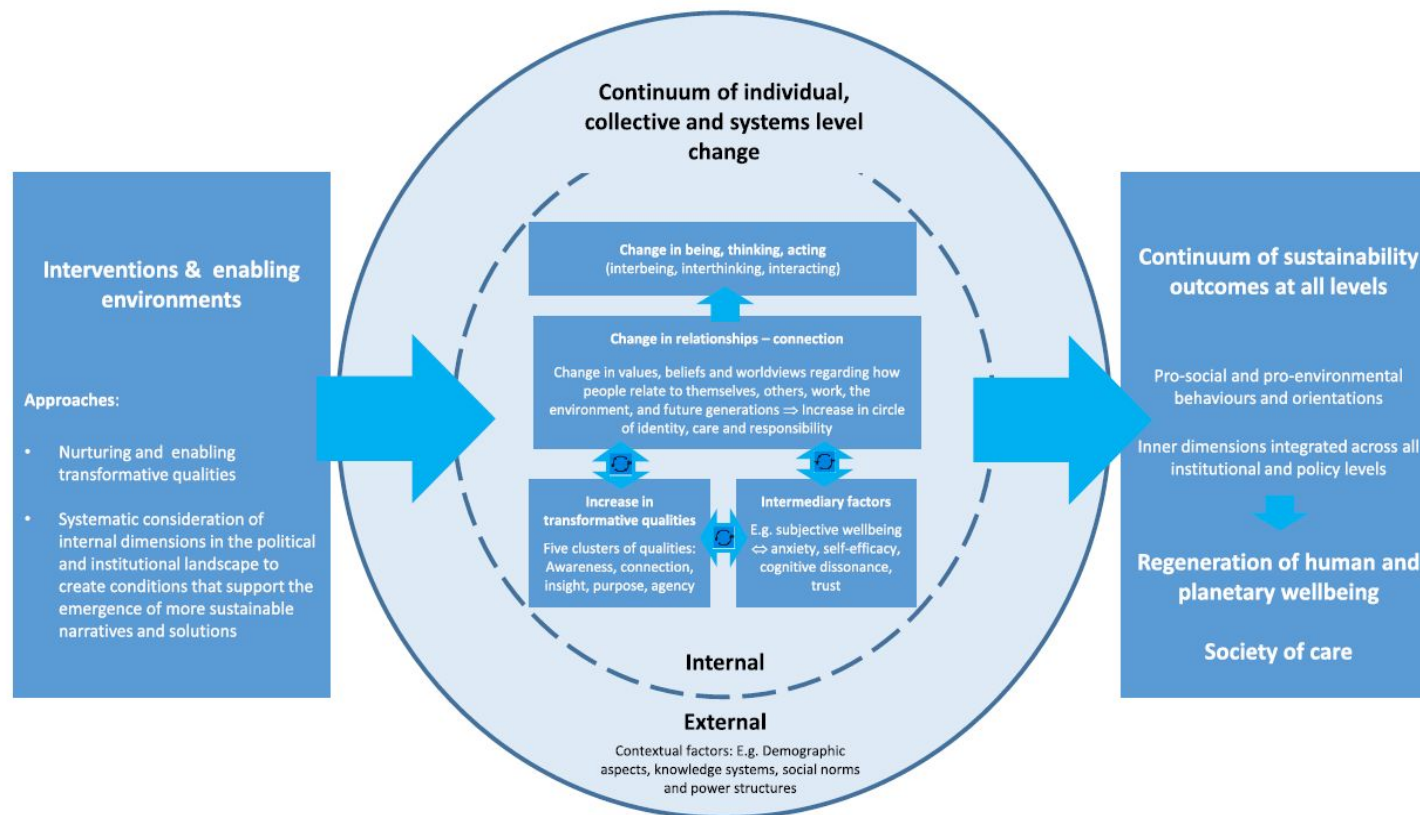 Continuum of individual,
collective and systems level
change
Interventions & enabling
environments
Approaches:
• Nurturing and enabling
transformative qualities
• Systematic consideration of
internal dimensions in the political
and institutional landscape to
create conditions that support the
emergence of more sustainable
narratives and solutions
Change in being, thinking, acting
(interbeing, interthinking, interacting)
Change in relationships – connection
Change in values, beliefs and worldviews regarding how
people relate to themselves, others, work, the
environment, and future generations ⇒ Increase in circle
of identity, care and responsibility
Increase in
transformative qualities
Five clusters of qualities:
Awareness, connection,
insight, purpose, agency
Intermediary factors
E.g. subjective wellbeing
⇔ anxiety, self-efficacy,
cognitive dissonance,
trust
Internal
External
Contextual factors: E.g. Demographic
aspects, knowledge systems, social norms
and power structures
Continuum of sustainability
outcomes at all levels
Pro-social and pro-environmental
behaviours and orientations
Inner dimensions integrated across all
institutional and policy levels
Regeneration of human and
planetary wellbeing
Society of care